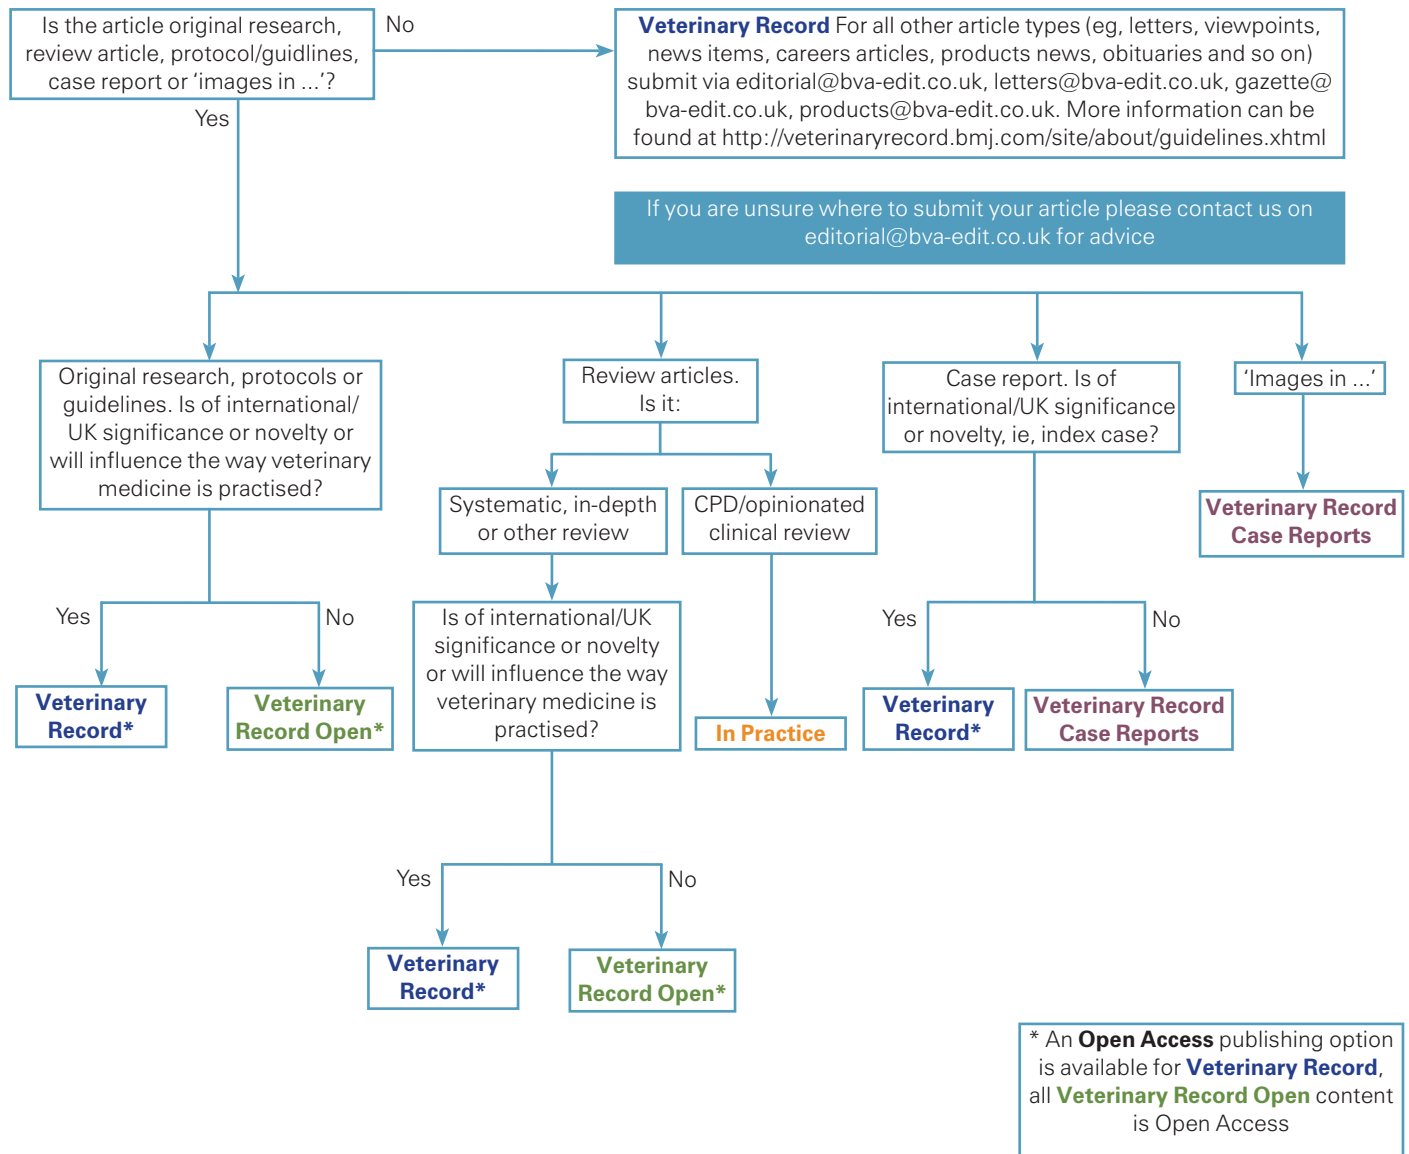 Is the article original research,
review article, protocol/guidlines,
case report or ‘images in ...’?
No
Veterinary Record For all other article types (eg, letters, viewpoints,
news items, careers articles, products news, obituaries and so on)
submit via editorial@bva-edit.co.uk, letters@bva-edit.co.uk, gazette@
bva-edit.co.uk, products@bva-edit.co.uk. More information can be
found at http://veterinaryrecord.bmj.com/site/about/guidelines.xhtml
Yes
If you are unsure where to submit your article please contact us on
editorial@bva-edit.co.uk for advice
Original research, protocols or
guidelines. Is of international/
UK significance or novelty or
will influence the way veterinary
medicine is practised?
Yes
No
Veterinary
Record*
Veterinary
Record Open*
Review articles.
Is it:
Systematic, in-depth
or other review
CPD/opinionated
clinical review
Is of international/UK
significance or novelty
or will influence the way
veterinary medicine is
practised?
In Practice
Yes
No
Veterinary
Record*
Veterinary
Record Open*
Case report. Is of
international/UK significance
or novelty, ie, index case?
Yes
No
Veterinary
Record*
Veterinary Record
Case Reports
‘Images in ...’
Veterinary Record
Case Reports
* An Open Access publishing option
is available for Veterinary Record,
all Veterinary Record Open content
is Open Access